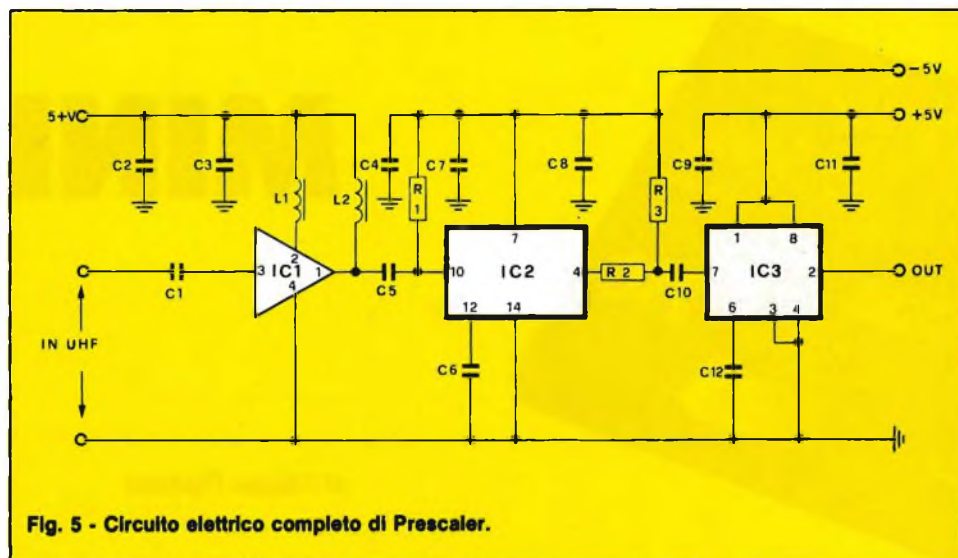 -5V
5+V
+5V
C2
C3
C4
C7
C8
C9
C11
L1
L2
R
1
R
3
2
7
1
8
3
IC1
1
10
IC2
4
R 2
7
IC3
2
OUT
C1
4
C5
12
14
C10
6
3
4
IN UHF
C6
C12
Fig. 5 - Circuito elettrico completo di Prescaler.